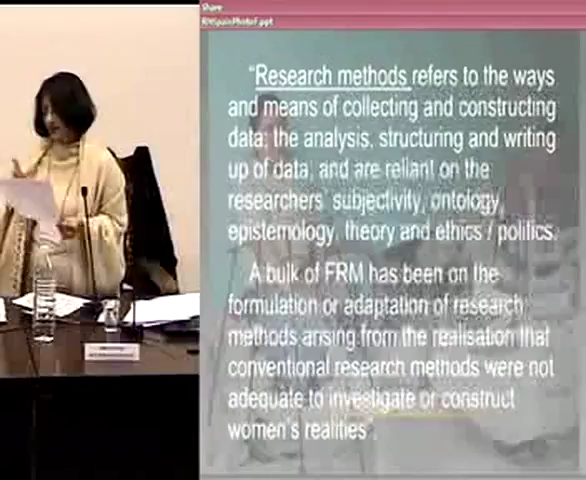 Share
“Research methods refers to the ways
and means of collecting and constructing
data; the analysis, structuring and writing
up of data, and are reliant on the
researchers' subjectivity, ontology,
epistemology, theory and ethics / politics.
A bulk of FRM has been on the
formulation or adaptation of research
methods arising from the realisation that
conventional research methods were not
adequate to investigate or construct
women's realities”.